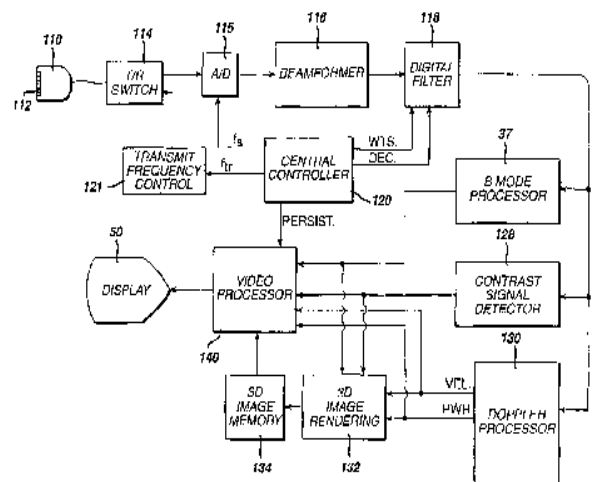 110
112
114
T/R SWITCH
115
A/D
116
BEAMFORMER
118
DIGITAL FILTER
fs
ftr
WTS.
DEC.
TRANSMIT FREQUENCY CONTROL
121
CENTRAL CONTROLLER
120
PERSIST.
37
B MODE PROCESSOR
128
CONTRAST SIGNAL DETECTOR
50
DISPLAY
VIDEO PROCESSOR
140
130
DOPPLER PROCESSOR
VEL.
PWR.
3D IMAGE MEMORY
134
3D IMAGE RENDERING
132